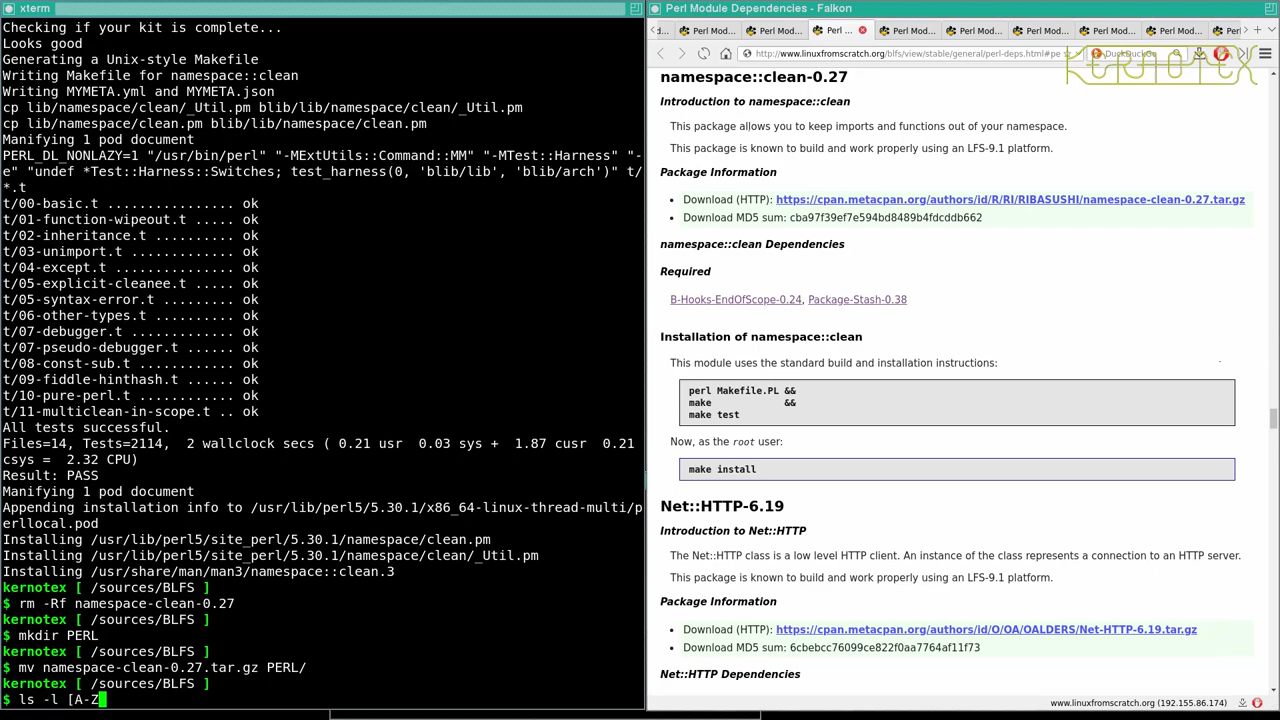 xterm
Checking if your kit is complete...
Looks good
Generating a Unix-style Makefile
Writing Makefile for namespace::clean
Writing MYMETA.yml and MYMETA.json
cp lib/namespace/clean/_Util.pm blib/lib/namespace/clean/_Util.pm
cp lib/namespace/clean.pm blib/lib/namespace/clean.pm
Manifying 1 pod document
PERL_DL_NONLAZY=1 "/usr/bin/perl" "-MExtUtils::Command::MM" "-MTest::Harness" "-
e" "undef *Test::Harness::Switches; test_harness(0, 'blib/lib', 'blib/arch')" t/
*.t
t/00-basic.t ................ ok
t/01-function-wipeout.t ..... ok
t/02-inheritance.t .......... ok
t/03-unimport.t ............. ok
t/04-except.t ............... ok
t/05-explicit-cleanee.t ..... ok
t/05-syntax-error.t ......... ok
t/06-other-types.t .......... ok
t/07-debugger.t ............. ok
t/07-pseudo-debugger.t ...... ok
t/08-const-sub.t ............ ok
t/09-fiddle-hinthash.t ...... ok
t/10-pure-perl.t ............ ok
t/11-multiclean-in-scope.t .. ok
All tests successful.
Files=14, Tests=2114,  2 wallclock secs ( 0.21 usr  0.03 sys +  1.87 cusr  0.21
csys =  2.32 CPU)
Result: PASS
Manifying 1 pod document
Appending installation info to /usr/lib/perl5/5.30.1/x86_64-linux-thread-multi/p
erllocal.pod
Installing /usr/lib/perl5/site_perl/5.30.1/namespace/clean.pm
Installing /usr/lib/perl5/site_perl/5.30.1/namespace/clean/_Util.pm
Installing /usr/share/man/man3/namespace::clean.3
kernotex [ /sources/BLFS ]
$ rm -Rf namespace-clean-0.27
kernotex [ /sources/BLFS ]
$ mkdir PERL
kernotex [ /sources/BLFS ]
$ mv namespace-clean-0.27.tar.gz PERL/
kernotex [ /sources/BLFS ]
$ ls -l [A-Z
Perl Module Dependencies - Falkon
d... Perl Mod... Perl Mod... Perl ... Perl Mod... Perl Mod... Perl Mod... Perl Mod... Perl Mod... Perl
http://www.linuxfromscratch.org/blfs/view/stable/general/perl-deps.html#pe DuckDuckGo
KERNOTEX
namespace::clean-0.27
Introduction to namespace::clean
This package allows you to keep imports and functions out of your namespace.
This package is known to build and work properly using an LFS-9.1 platform.
Package Information
• Download (HTTP): https://cpan.metacpan.org/authors/id/R/RI/RIBASUSHI/namespace-clean-0.27.tar.gz
• Download MD5 sum: cba97f39ef7e594bd8489b4fdcddb662
namespace::clean Dependencies
Required
B-Hooks-EndOfScope-0.24, Package-Stash-0.38
Installation of namespace::clean
This module uses the standard build and installation instructions:
perl Makefile.PL &&
make             &&
make test
Now, as the root user:
make install
Net::HTTP-6.19
Introduction to Net::HTTP
The Net::HTTP class is a low level HTTP client. An instance of the class represents a connection to an HTTP server.
This package is known to build and work properly using an LFS-9.1 platform.
Package Information
• Download (HTTP): https://cpan.metacpan.org/authors/id/O/OA/OALDERS/Net-HTTP-6.19.tar.gz
• Download MD5 sum: 6cbebcc76099ce822f0aa7764af11f73
Net::HTTP Dependencies
www.linuxfromscratch.org (192.155.86.174)